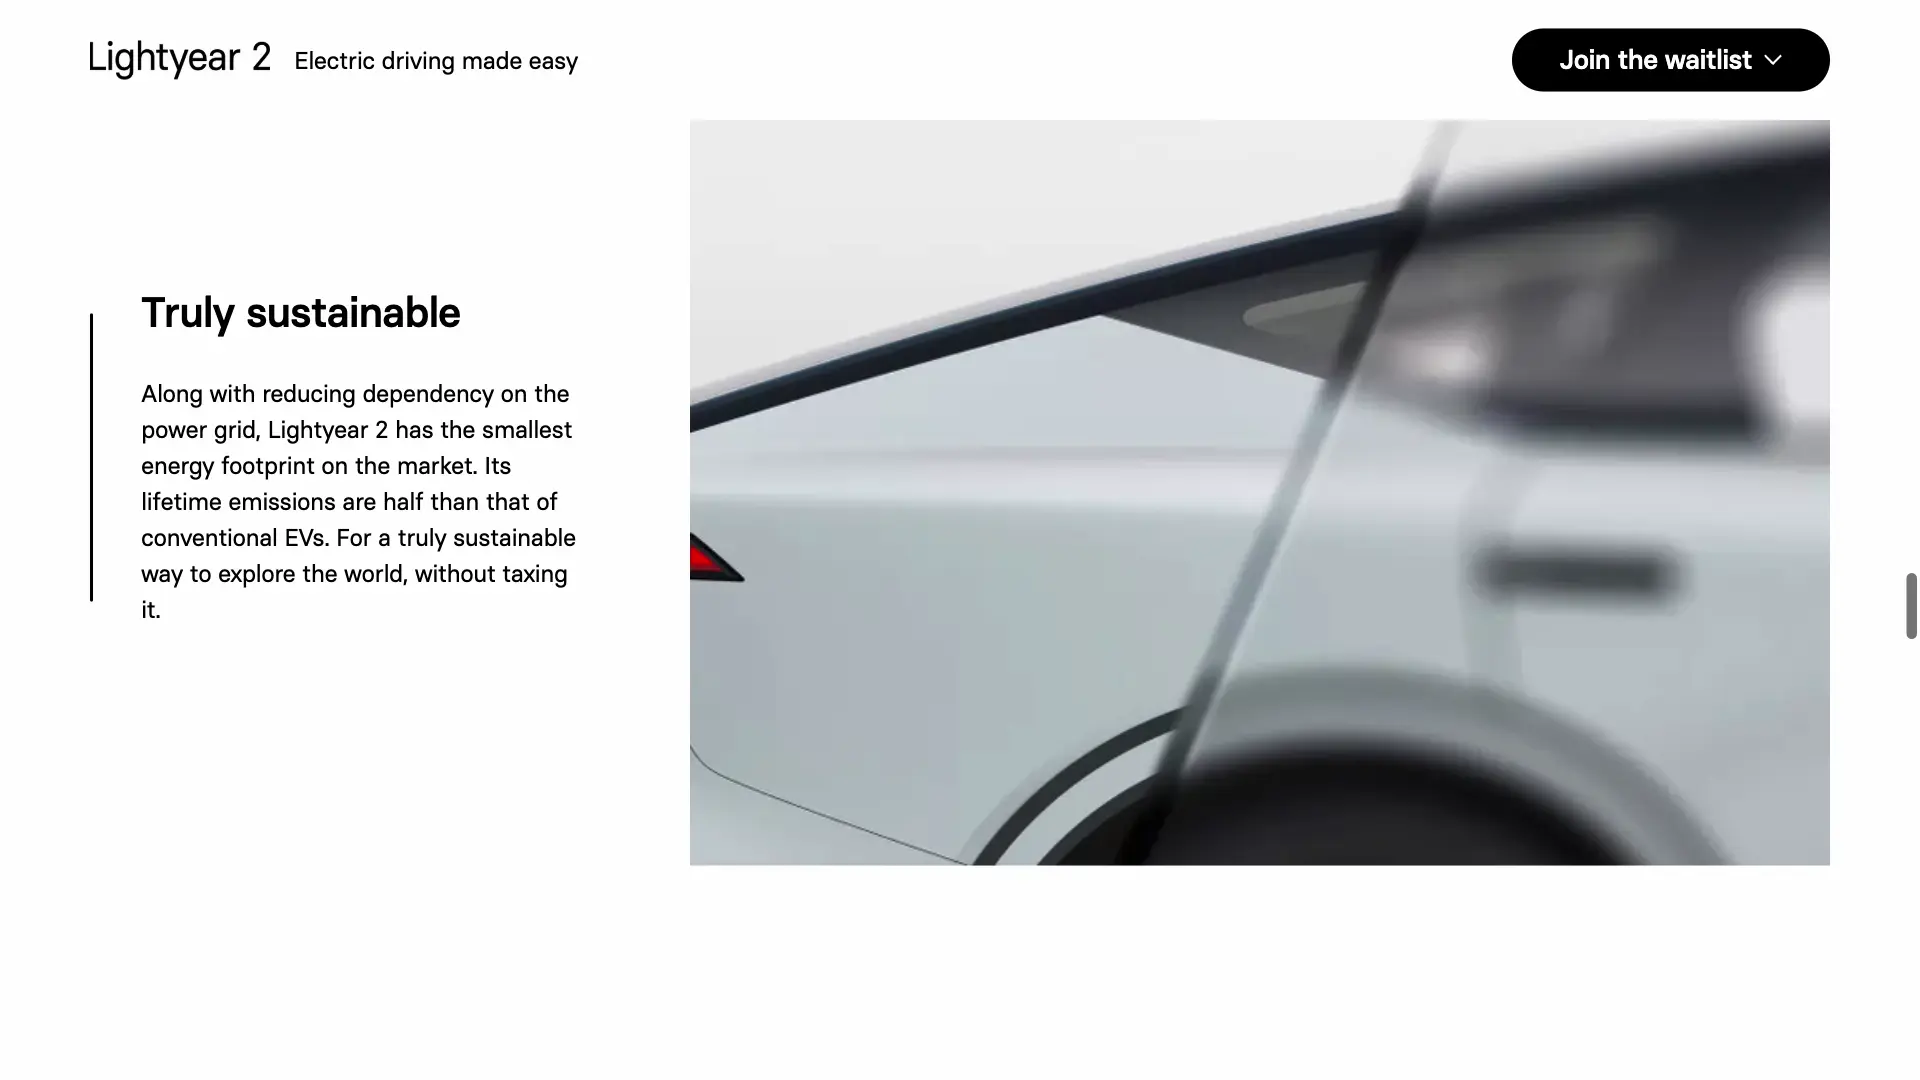 Lightyear 2 Electric driving made easy
Join the waitlist
Truly sustainable
Along with reducing dependency on the
power grid, Lightyear 2 has the smallest
energy footprint on the market. Its
lifetime emissions are half than that of
conventional EVs. For a truly sustainable
way to explore the world, without taxing
it.